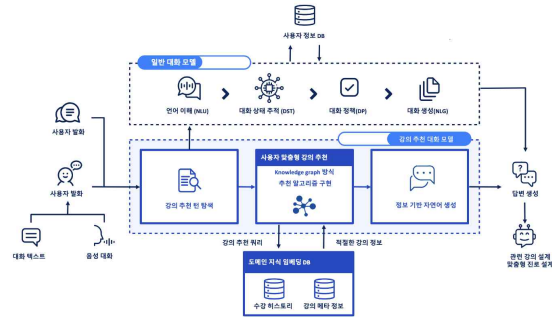 사용자 정보 DB
일반 대화 모델
언어 이해 (NLU)
대화 상태 추적 (DST)
대화 정책(DP)
대화 생성(NLG)
사용자 발화
강의 추천 대화 모델
사용자 맞춤형 강의 추천
Knowledge graph 방식
추천 알고리즘 구현
사용자 발화
강의 추천 턴 탐색
정보 기반 자연어 생성
답변 생성
강의 추천 쿼리
적절한 강의 정보
대화 텍스트
음성 대화
도메인 지식 임베딩 DB
관련 강의 설계
맞춤형 진로 설계
수강 히스토리
강의 메타 정보